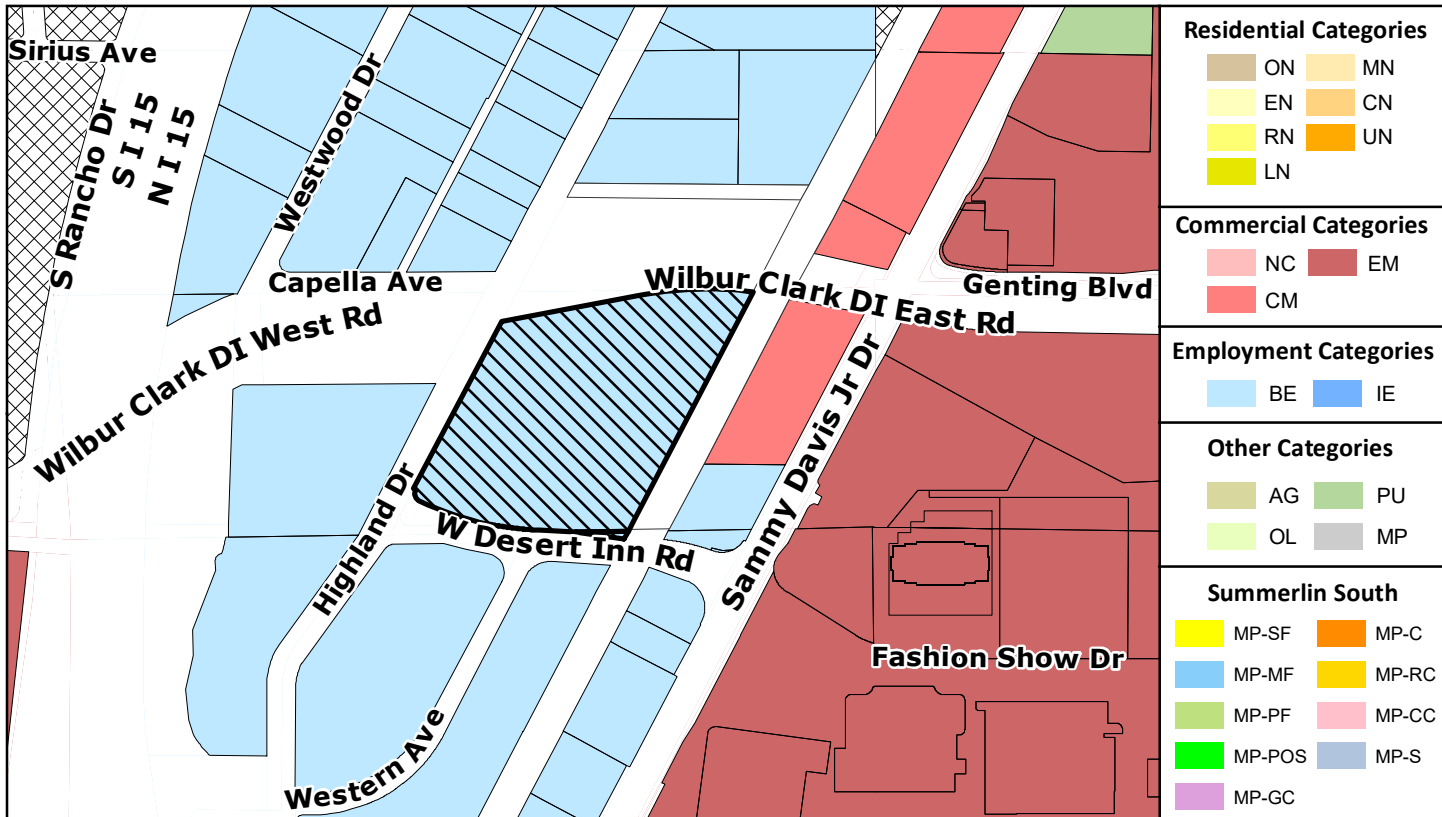 Sirius Ave
S Rancho Dr
S I 15
N I 15
Westwood Dr
Capella Ave
Wilbur Clark DI West Rd
Wilbur Clark DI East Rd
Genting Blvd
Sammy Davis Jr Dr
Highland Dr
W Desert Inn Rd
Fashion Show Dr
Western Ave
Residential Categories
ON MN
EN CN
RN UN
LN
Commercial Categories
NC EM
CM
Employment Categories
BE IE
Other Categories
AG PU
OL MP
Summerlin South
MP-SF MP-C
MP-MF MP-RC
MP-PF MP-CC
MP-POS MP-S
MP-GC